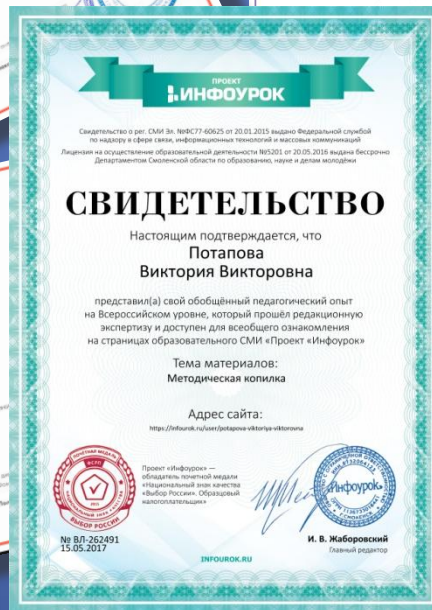 ПРОЕКТ
ИНФОУРОК
Свидетельство о рег. СМИ Эл. №ФС77-60625 от 20.01.2015 выдано Федеральной службой
по надзору в сфере связи, информационных технологий и массовых коммуникаций
Лицензия на осуществление образовательной деятельности №5201 от 20.05.2016 выдана бессрочно
Департаментом Смоленской области по образованию, науке и делам молодёжи
СВИДЕТЕЛЬСТВО
Настоящим подтверждается, что
Потапова
Виктория Викторовна
представил(а) свой обобщённый педагогический опыт
на Всероссийском уровне, который прошёл редакционную
экспертизу и доступен для всеобщего ознакомления
на страницах образовательного СМИ «Проект «Инфоурок»
Тема материалов:
Методическая копилка
Адрес сайта:
https://infourok.ru/user/potapova-viktoriya-viktorovna
ПОЧЕТНАЯ МЕДАЛЬ
ВЫБОР РОССИИ
Проект «Инфоурок» —
обладатель почетной медали
«Национальный знак качества
«Выбор России». Образцовый
налогоплательщик»
Инфоурок
№ ВЛ-262491
15.05.2017
И. В. Жаборовский
Главный редактор
INFOUROK.RU